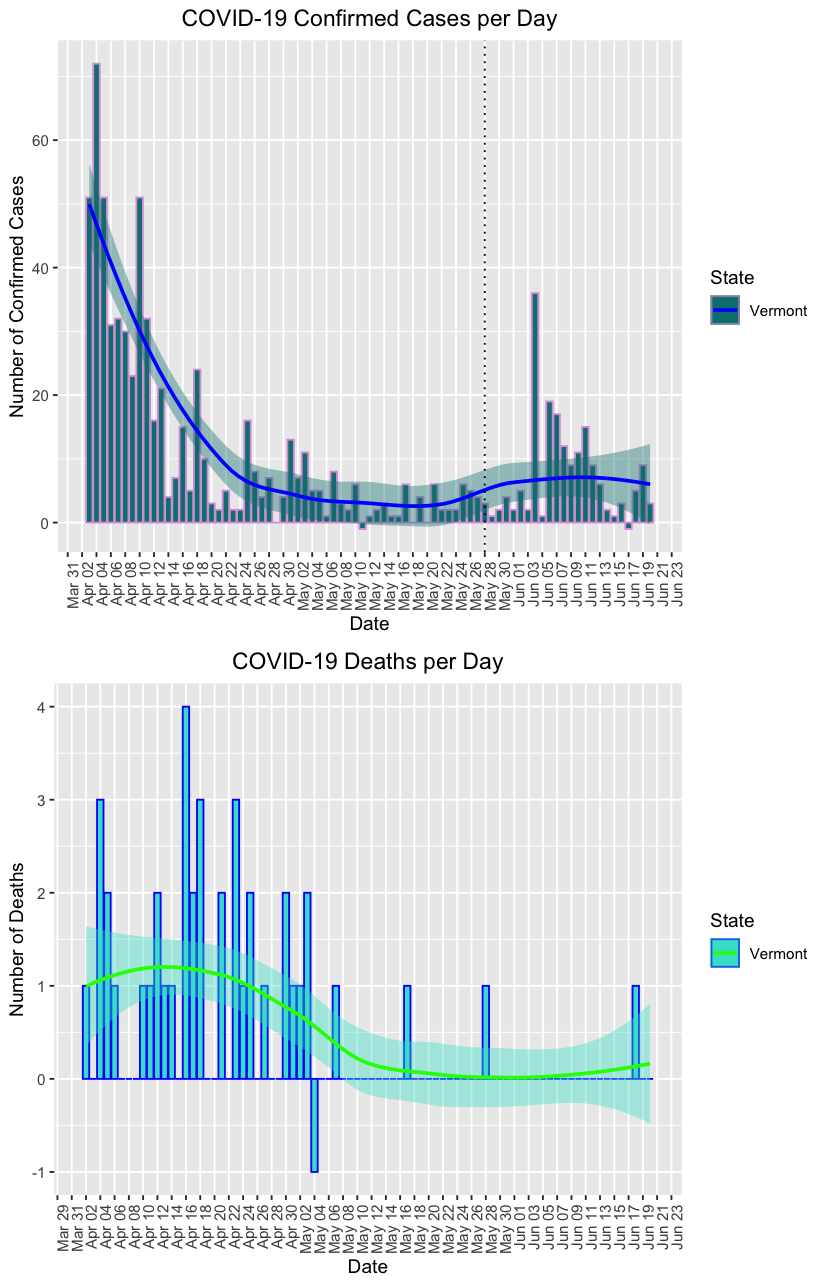 COVID-19 Confirmed Cases per Day
Number of Confirmed Cases
60
40
20
0
Mar 31
Apr 02
Apr 04
Apr 06
Apr 08
Apr 10
Apr 12
Apr 14
Apr 16
Apr 18
Apr 20
Apr 22
Apr 24
Apr 26
Apr 28
Apr 30
May 02
May 04
May 06
May 08
May 10
May 12
May 14
May 16
May 18
May 20
May 22
May 24
May 26
May 28
May 30
Jun 01
Jun 03
Jun 05
Jun 07
Jun 09
Jun 11
Jun 13
Jun 15
Jun 17
Jun 19
Jun 21
Jun 23
Date
State
Vermont
COVID-19 Deaths per Day
Number of Deaths
4
3
2
1
0
-1
Mar 29
Mar 31
Apr 02
Apr 04
Apr 06
Apr 08
Apr 10
Apr 12
Apr 14
Apr 16
Apr 18
Apr 20
Apr 22
Apr 24
Apr 26
Apr 28
Apr 30
May 02
May 04
May 06
May 08
May 10
May 12
May 14
May 16
May 18
May 20
May 22
May 24
May 26
May 28
May 30
Jun 01
Jun 03
Jun 05
Jun 07
Jun 09
Jun 11
Jun 13
Jun 15
Jun 17
Jun 19
Jun 21
Jun 23
Date
State
Vermont